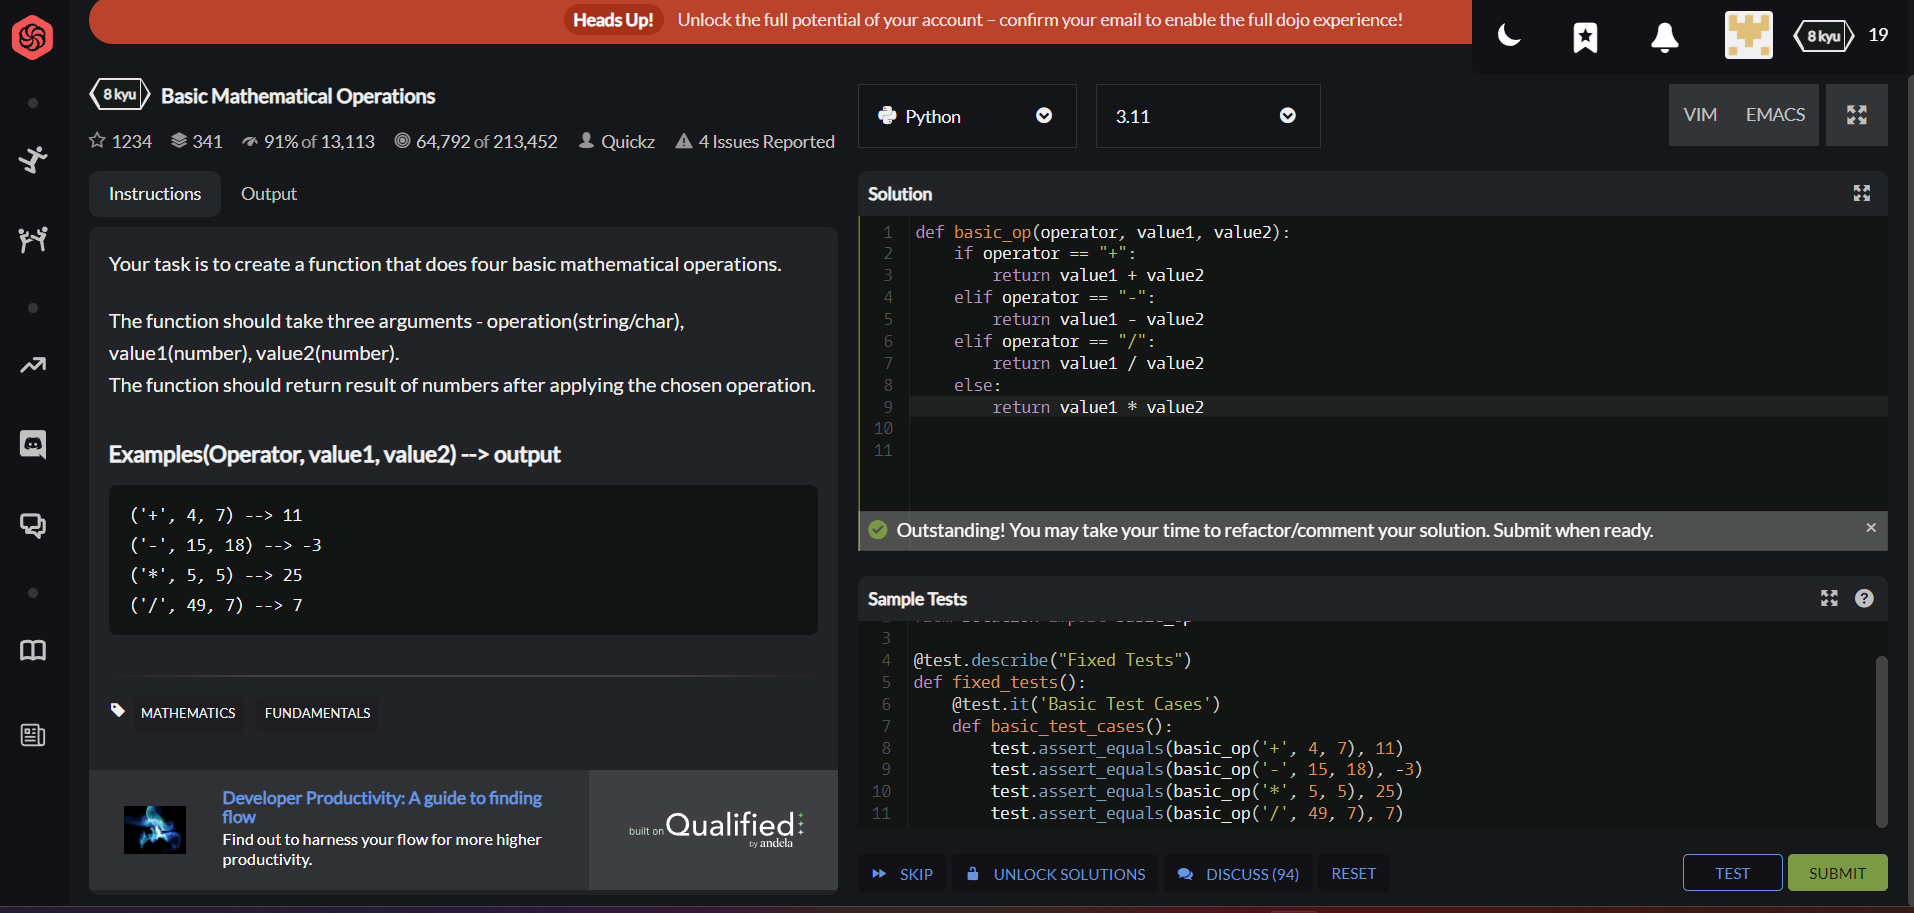 Heads Up! Unlock the full potential of your account – confirm your email to enable the full dojo experience!
8 kyu 19
8 kyu Basic Mathematical Operations
1234 341 91% of 13,113 64,792 of 213,452 Quickz 4 Issues Reported
Instructions Output
Your task is to create a function that does four basic mathematical operations.
The function should take three arguments - operation(string/char),
value1(number), value2(number).
The function should return result of numbers after applying the chosen operation.
Examples(Operator, value1, value2) --> output
('+', 4, 7) --> 11
('-', 15, 18) --> -3
('*', 5, 5) --> 25
('/', 49, 7) --> 7
MATHEMATICS FUNDAMENTALS
Developer Productivity: A guide to finding
flow
Find out to harness your flow for more higher
productivity.
built on Qualified
by andela
Python 3.11
VIM EMACS
Solution
1 def basic_op(operator, value1, value2):
2     if operator == "+":
3         return value1 + value2
4     elif operator == "-":
5         return value1 - value2
6     elif operator == "/":
7         return value1 / value2
8     else:
9         return value1 * value2
10
11
Outstanding! You may take your time to refactor/comment your solution. Submit when ready. ×
Sample Tests ?
3
4 @test.describe("Fixed Tests")
5 def fixed_tests():
6     @test.it('Basic Test Cases')
7     def basic_test_cases():
8         test.assert_equals(basic_op('+', 4, 7), 11)
9         test.assert_equals(basic_op('-', 15, 18), -3)
10         test.assert_equals(basic_op('*', 5, 5), 25)
11         test.assert_equals(basic_op('/', 49, 7), 7)
SKIP UNLOCK SOLUTIONS DISCUSS (94) RESET TEST SUBMIT